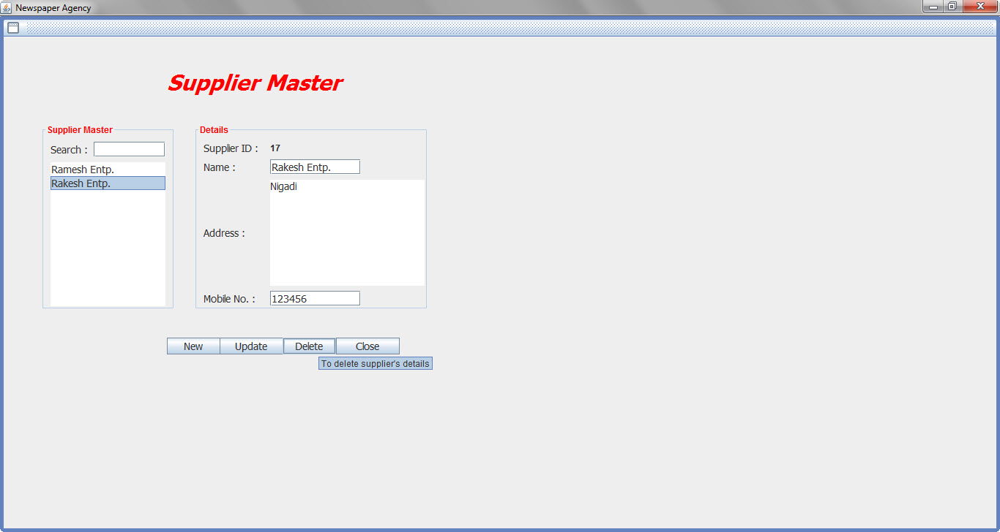 Newspaper Agency
Supplier Master
Supplier Master
Search :
Ramesh Entp.
Rakesh Entp.
Details
Supplier ID : 17
Name : Rakesh Entp.
Address : Nigadi
Mobile No. : 123456
New Update Delete Close
To delete supplier's details